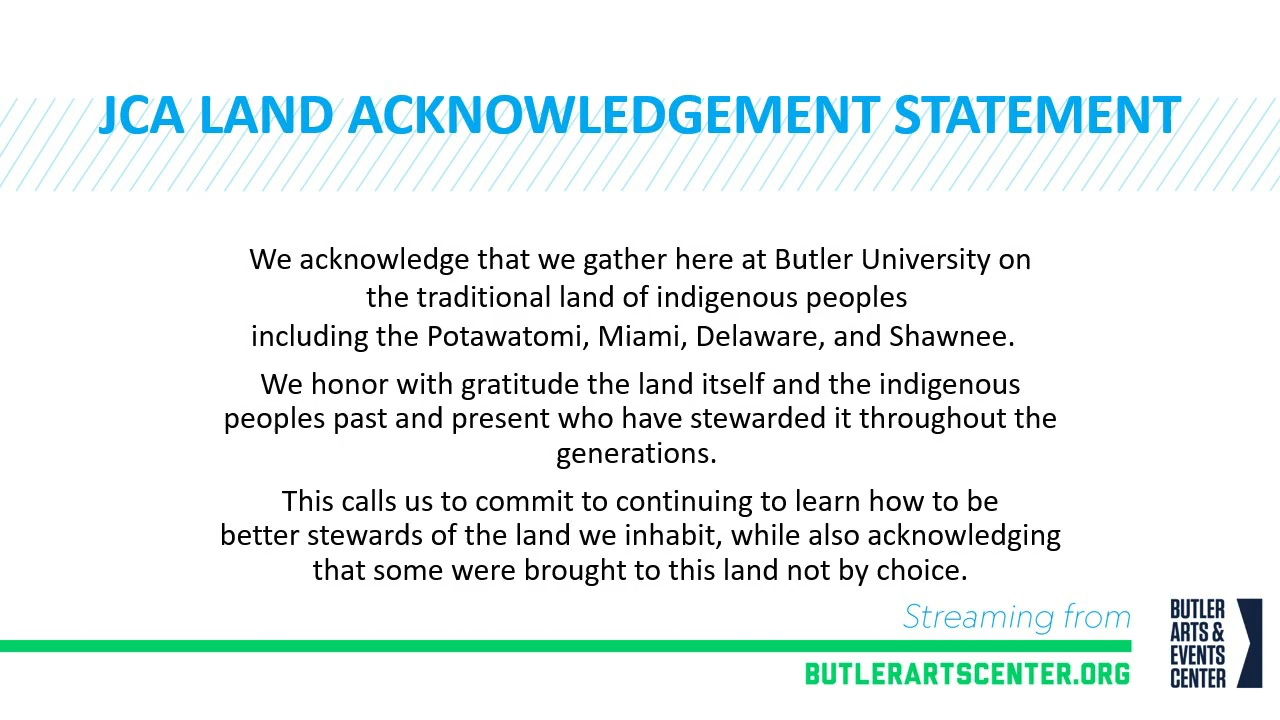 JCA LAND ACKNOWLEDGEMENT STATEMENT
We acknowledge that we gather here at Butler University on
the traditional land of indigenous peoples
including the Potawatomi, Miami, Delaware, and Shawnee.
We honor with gratitude the land itself and the indigenous
peoples past and present who have stewarded it throughout the
generations.
This calls us to commit to continuing to learn how to be
better stewards of the land we inhabit, while also acknowledging
that some were brought to this land not by choice.
Streaming from
BUTLERARTSCENTER.ORG
BUTLER
ARTS &
EVENTS
CENTER